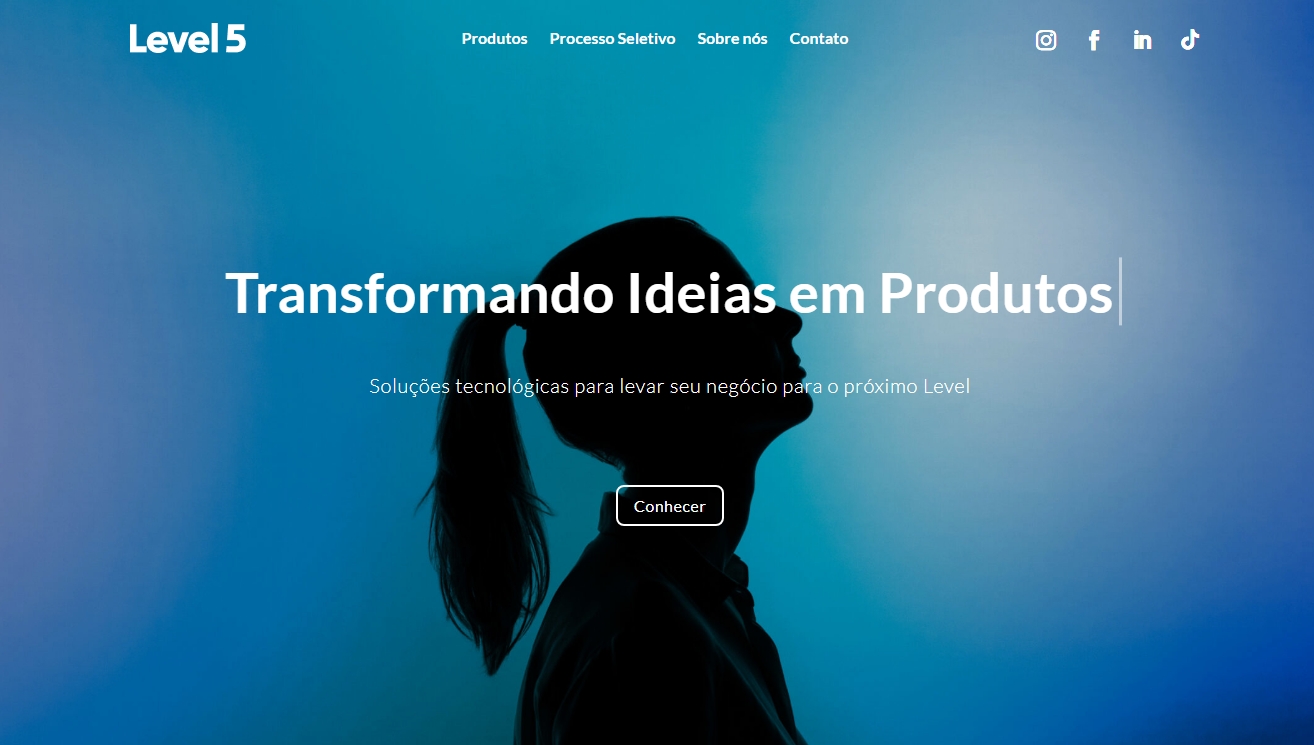 Level 5
Produtos
Processo Seletivo
Sobre nós
Contato
Transformando Ideias em Produtos
Soluções tecnológicas para levar seu negócio para o próximo Level
Conhecer